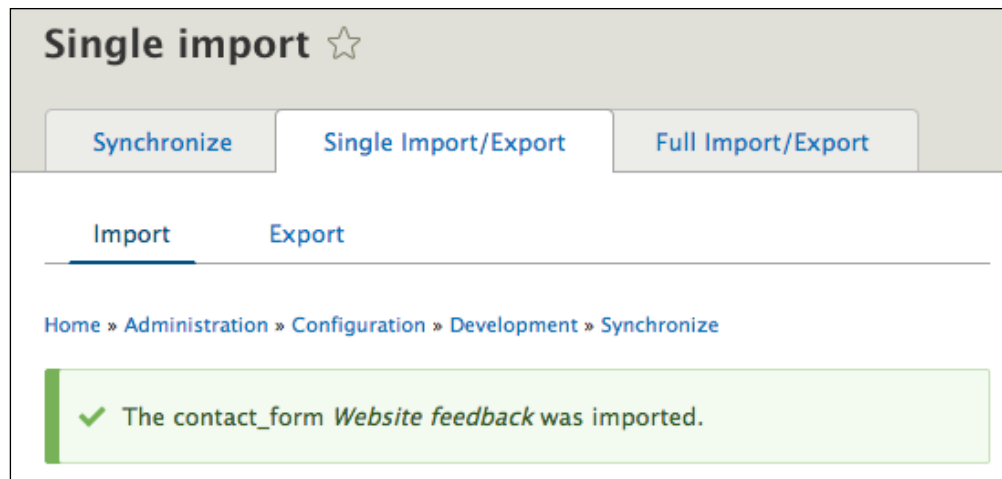 Single import
Synchronize
Single Import/Export
Full Import/Export
Import
Export
Home » Administration » Configuration » Development » Synchronize
The contact_form Website feedback was imported.